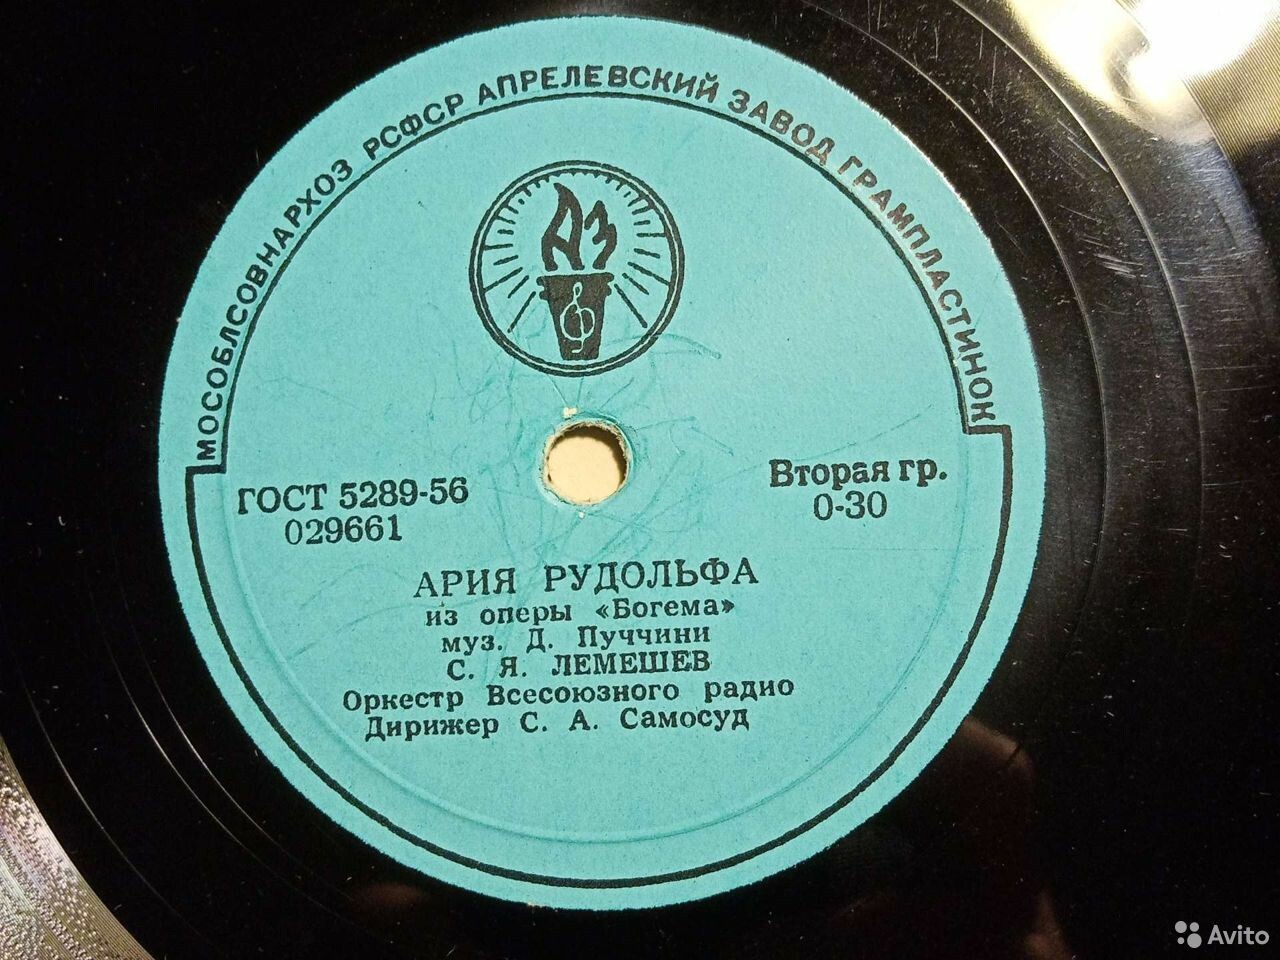 МОСОБЛСОВНАРХОЗ РСФСР АПРЕЛЕВСКИЙ ЗАВОД ГРАМПЛАСТИНОК
АЗ
ГОСТ 5289-56
029661
Вторая гр.
0-30
АРИЯ РУДОЛЬФА
из оперы «Богема»
муз. Д. Пуччини
С. Я. ЛЕМЕШЕВ
Оркестр Всесоюзного радио
Дирижер С. А. Самосуд
Avito